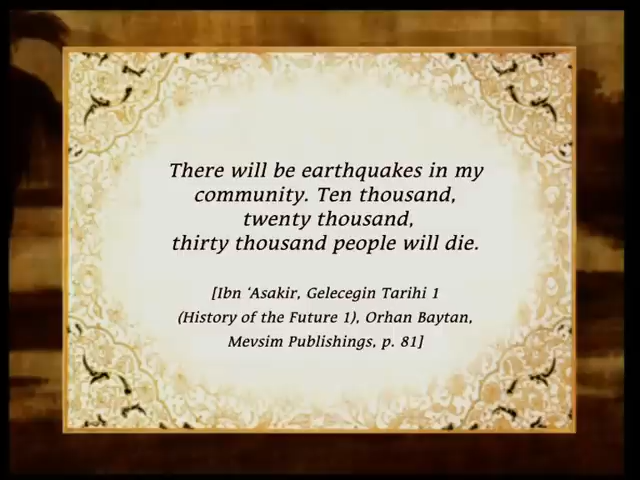 There will be earthquakes in my
community. Ten thousand,
twenty thousand,
thirty thousand people will die.
[Ibn ‘Asakir, Gelecegin Tarihi 1
(History of the Future 1), Orhan Baytan,
Mevsim Publishings, p. 81]